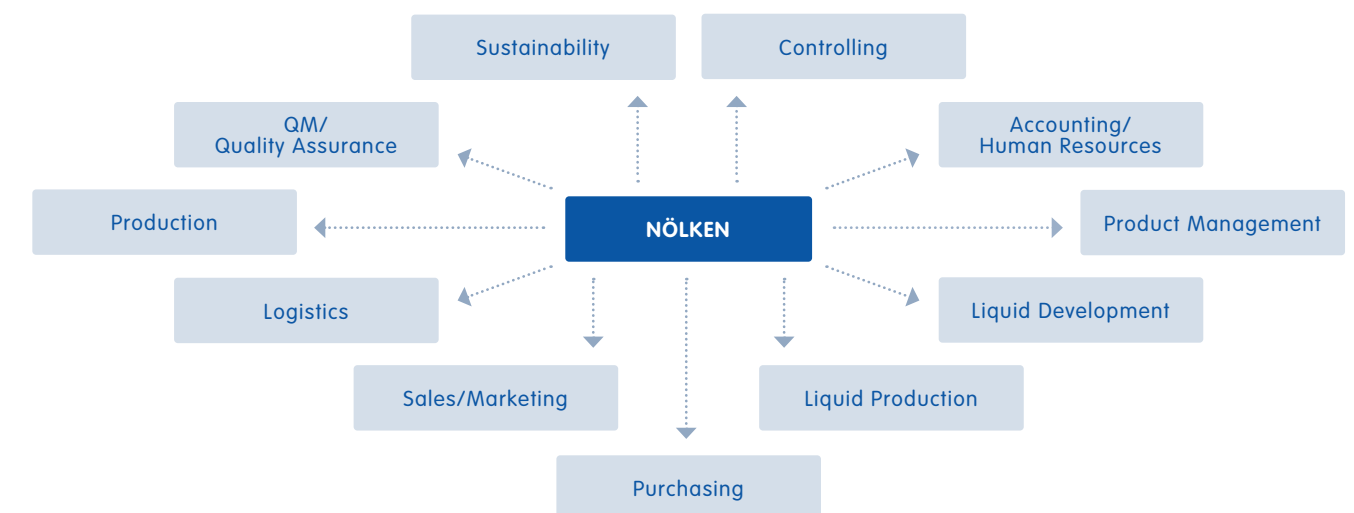 Sustainability
Controlling
QM/
Quality Assurance
Accounting/
Human Resources
Production
NÖLKEN
Product Management
Logistics
Liquid Development
Sales/Marketing
Liquid Production
Purchasing